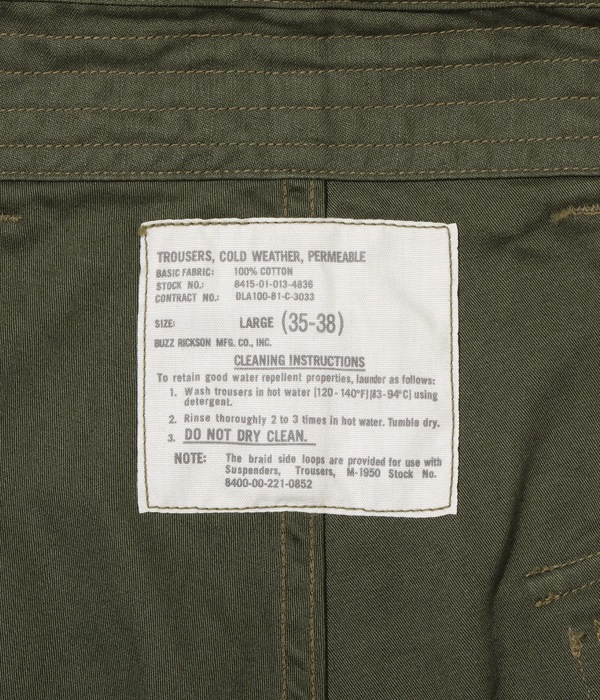 TROUSERS, COLD WEATHER, PERMEABLE
BASIC FABRIC: 100% COTTON
STOCK NO.: 8415-01-013-4836
CONTRACT NO.: DLA100-81-C-3033
SIZE: LARGE (35-38)
BUZZ RICKSON MFG. CO., INC.
CLEANING INSTRUCTIONS
To retain good water repellent properties, launder as follows:
1. Wash trousers in hot water (120-140°F)(83-94°C) using
detergent.
2. Rinse thoroughly 2 to 3 times in hot water. Tumble dry.
3. DO NOT DRY CLEAN.
NOTE: The braid side loops are provided for use with
Suspenders, Trousers, M-1950 Stock No.
8400-00-221-0852